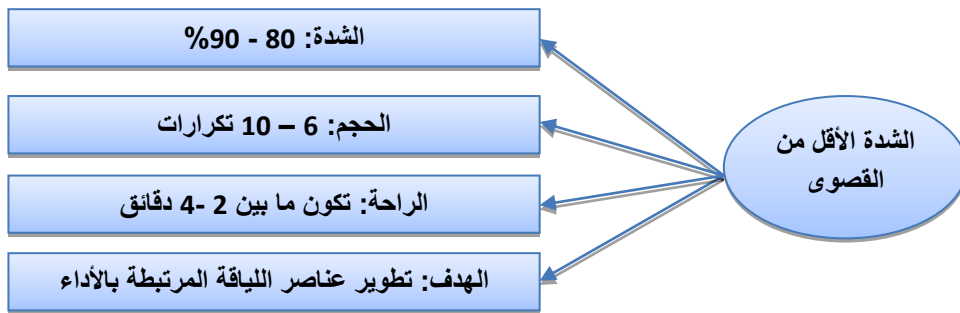 الشدة: 80 - 90%
الحجم: 6 – 10 تكرارات
الراحة: تكون ما بين 2 -4 دقائق
الهدف: تطوير عناصر اللياقة المرتبطة بالأداء
الشدة الأقل من
القصوى